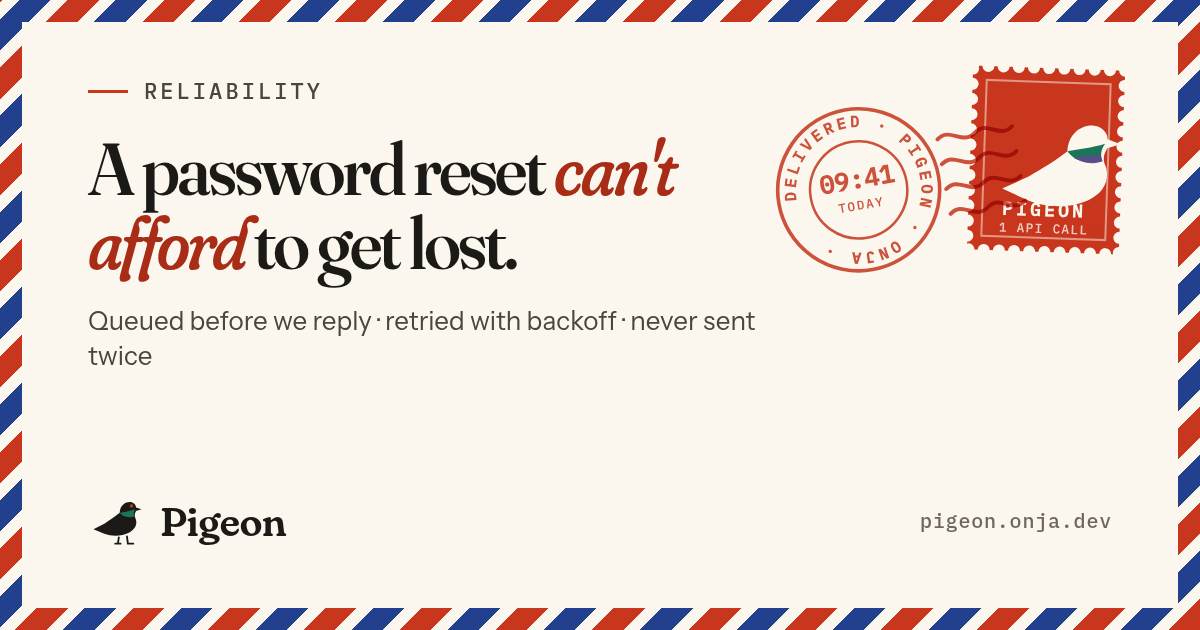 RELIABILITY
A password reset can't
afford to get lost.
Queued before we reply · retried with backoff · never sent
twice
DELIVERED · PIGEON · ONJA ·
09:41
TODAY
PIGEON
1 API CALL
Pigeon
pigeon.onja.dev